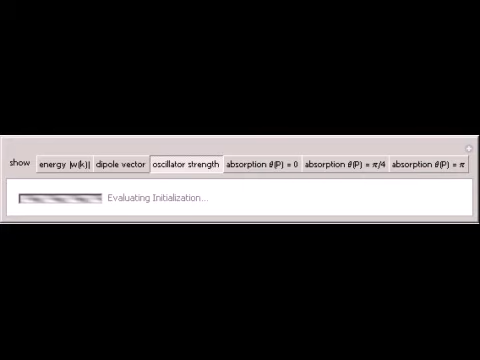 show energy |w(k)| dipole vector oscillator strength absorption θ(P) = 0 absorption θ(P) = π/4 absorption θ(P) = π
Evaluating Initialization...